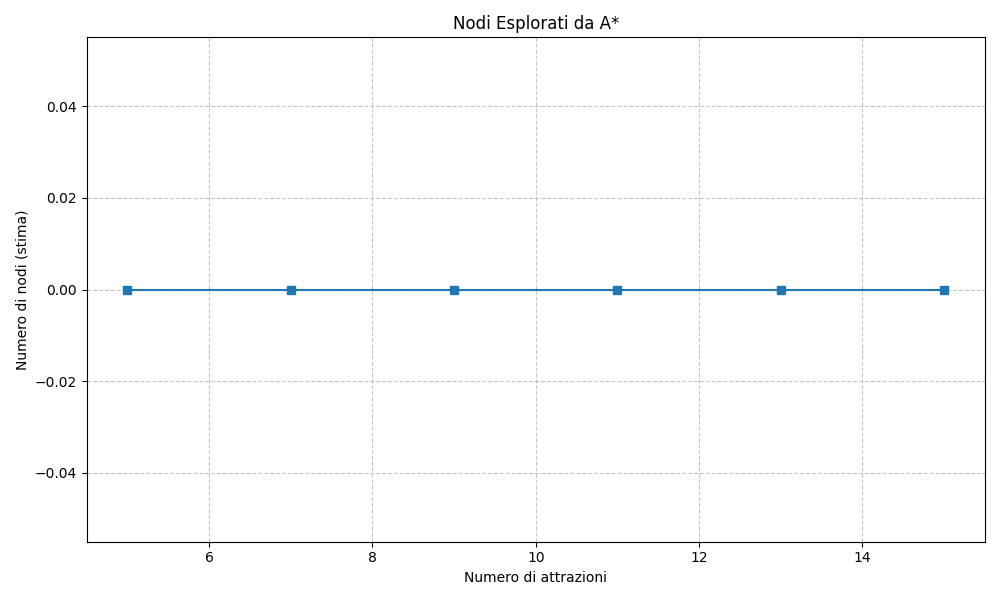 Nodi Esplorati da A*
Numero di nodi (stima)
0.04
0.02
0.00
−0.02
−0.04
6 8 10 12 14
Numero di attrazioni